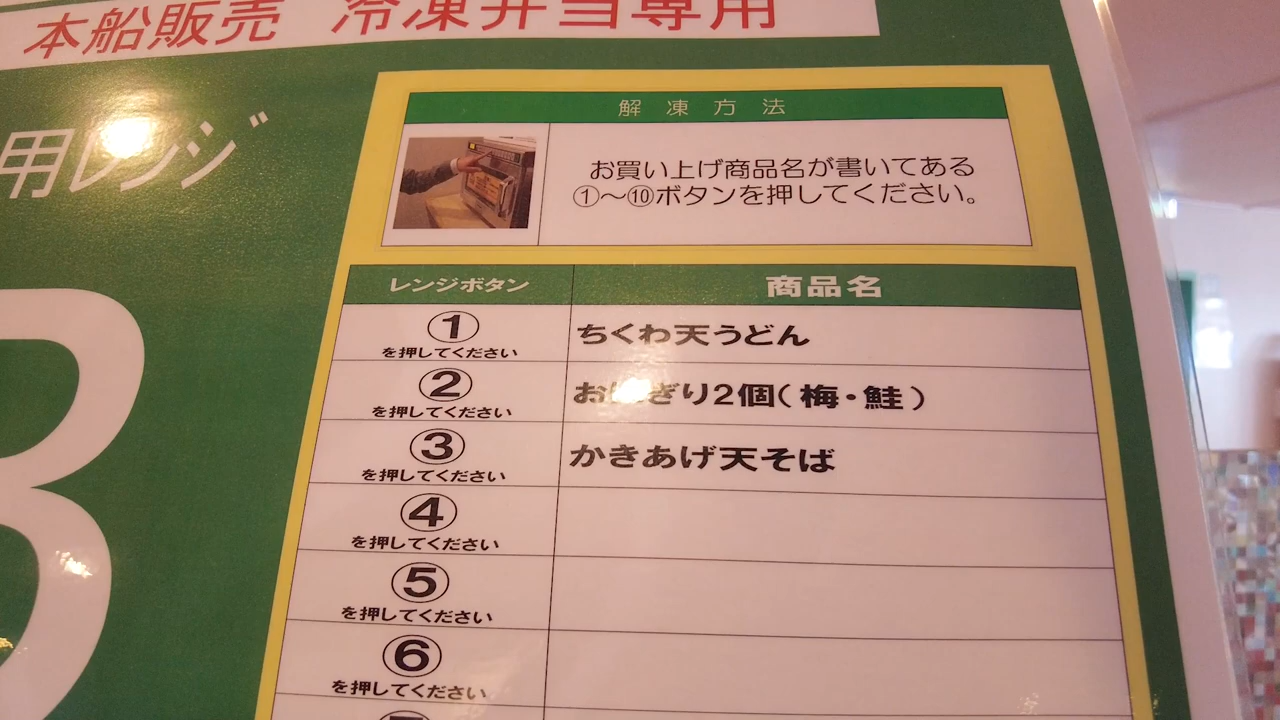 本船販売 冷凍弁当専用
用レンジ
解凍方法
お買い上げ商品名が書いてある
①～⑩ボタンを押してください。
レンジボタン 商品名
① ちくわ天うどん
を押してください
② おにぎり2個(梅・鮭)
を押してください
③ かきあげ天そば
を押してください
④
を押してください
⑤
を押してください
⑥
を押してください